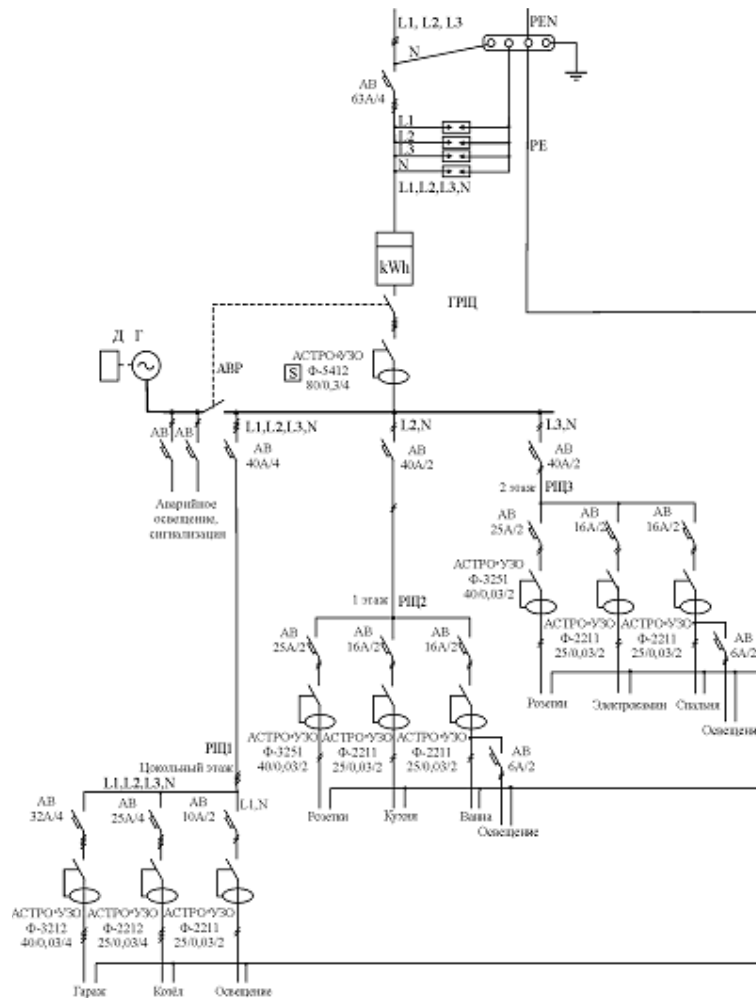 L1, L2, L3
PEN
N
АВ
63А/4
L1
L2
L3
N
PE
L1,L2,L3,N
kWh
ГРЩ
Д Г
АВР
АСТРО*УЗО
S
Ф-5412
80/0,3/4
АВ
АВ
L1,L2,L3,N
L2,N
L3,N
АВ
40А/4
АВ
40А/2
АВ
40А/2
Аварийное
освещение,
сигнализация
2 этаж
РЩ3
АВ
25А/2
АВ
16А/2
АВ
16А/2
АСТРО*УЗО
Ф-3251
40/0,03/2
АСТРО*УЗО
Ф-2211
25/0,03/2
АСТРО*УЗО
Ф-2211
25/0,03/2
АВ
6А/2
Розетки
Электрокамин
Спальня
Освещени
1 этаж
РЩ2
АВ
25А/2
АВ
16А/2
АВ
16А/2
АСТРО*УЗО
Ф-3251
40/0,03/2
АСТРО*УЗО
Ф-2211
25/0,03/2
АСТРО*УЗО
Ф-2211
25/0,03/2
АВ
6А/2
Розетки
Кухня
Ванна
Освещение
РЩ1
Цокольный этаж
L1,L2,L3,N
АВ
32А/4
АВ
25А/4
АВ
10А/2
L1,N
АСТРО*УЗО
Ф-3212
40/0,03/4
АСТРО*УЗО
Ф-2212
25/0,03/4
АСТРО*УЗО
Ф-2211
25/0,03/2
Гараж
Котёл
Освещение